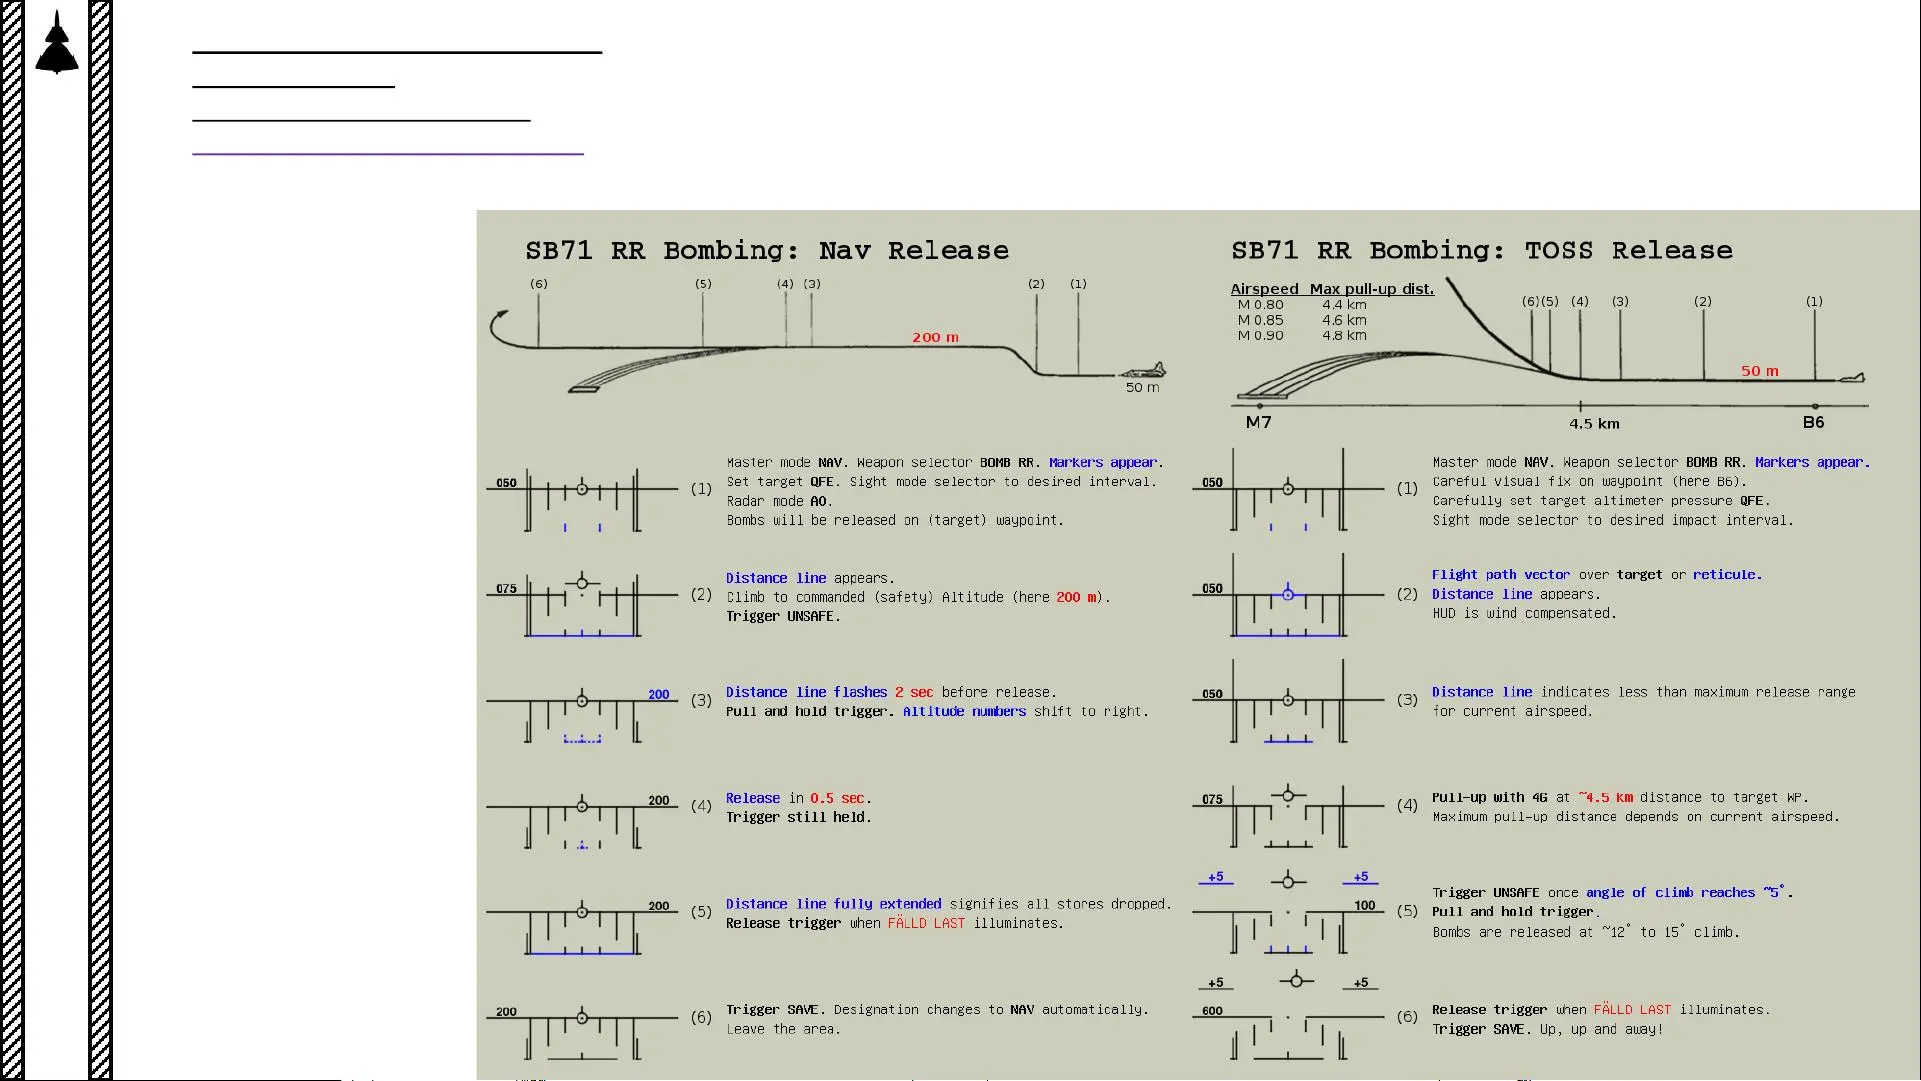 SB71 RR Bombing: Nav Release
(6)
(5)
(4)
(3)
(2)
(1)
200 m
50 m
050
(1)
Master mode NAV. Weapon selector BOMB RR. Markers appear.
Set target QFE. Sight mode selector to desired interval.
Radar mode AO.
Bombs will be released on (target) waypoint.
075
(2)
Distance line appears.
Climb to commanded (safety) Altitude (here 200 m).
Trigger UNSAFE.
200
(3)
Distance line flashes 2 sec before release.
Pull and hold trigger. Altitude numbers shift to right.
200
(4)
Release in 0.5 sec.
Trigger still held.
200
(5)
Distance line fully extended signifies all stores dropped.
Release trigger when FÄLLD LAST illuminates.
200
(6)
Trigger SAVE. Designation changes to NAV automatically.
Leave the area.
SB71 RR Bombing: TOSS Release
Airspeed Max pull-up dist.
M 0.80 4.4 km
M 0.85 4.6 km
M 0.90 4.8 km
(6)
(5)
(4)
(3)
(2)
(1)
50 m
M7
4.5 km
B6
050
(1)
Master mode NAV. Weapon selector BOMB RR. Markers appear.
Careful visual fix on waypoint (here B6).
Carefully set target altimeter pressure QFE.
Sight mode selector to desired impact interval.
050
(2)
Flight path vector over target or reticule.
Distance line appears.
HUD is wind compensated.
050
(3)
Distance line indicates less than maximum release range
for current airspeed.
075
(4)
Pull-up with 4G at ~4.5 km distance to target WP.
Maximum pull-up distance depends on current airspeed.
+5 +5
100
(5)
Trigger UNSAFE once angle of climb reaches ~5°.
Pull and hold trigger.
Bombs are released at ~12° to 15° climb.
+5 +5
600
(6)
Release trigger when FÄLLD LAST illuminates.
Trigger SAVE. Up, up and away!